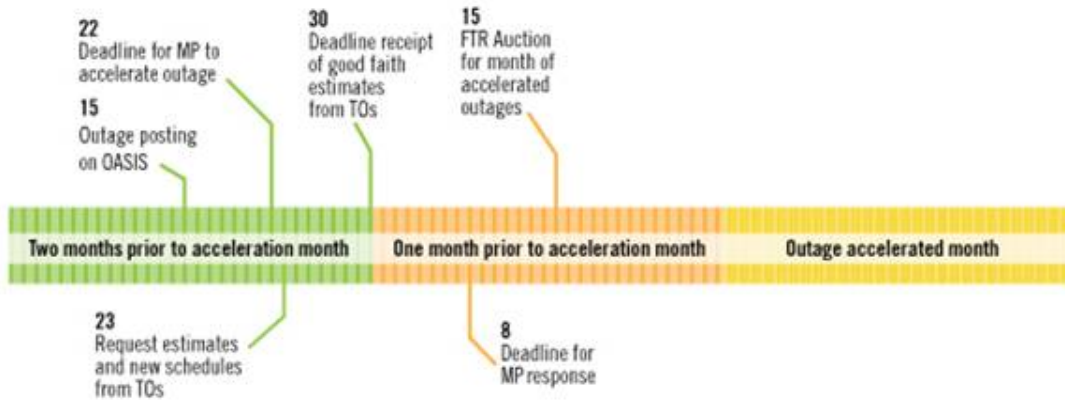 22
Deadline for MP to
accelerate outage
15
Outage posting
on OASIS
30
Deadline receipt
of good faith
estimates
from TOs
15
FTR Auction
for month of
accelerated
outages
Two months prior to acceleration month
One month prior to acceleration month
Outage accelerated month
23
Request estimates
and new schedules
from TOs
8
Deadline for
MP response